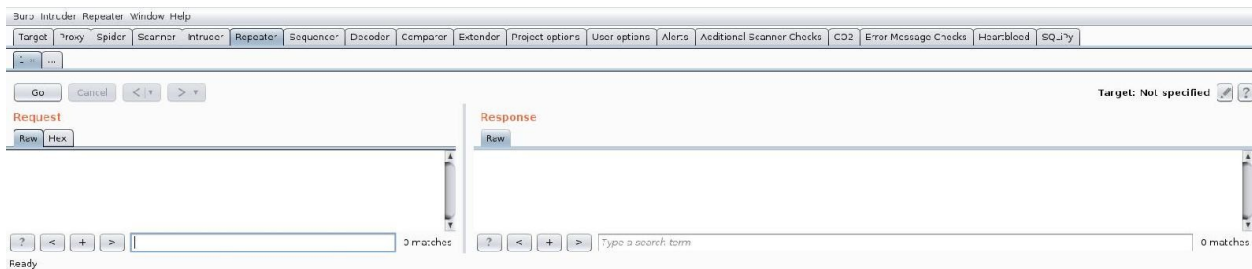 Burp Intruder Repeater Window Help
Target Proxy Spider Scanner Intruder Repeater Sequencer Decoder Comparer Extender Project options User options Alerts Additional Scanner Checks CO2 Error Message Checks Heartbleed SQLiPy
1 × ...
Go Cancel < > Target: Not specified ?
Request Response
Raw Hex Raw
? < + > 0 matches ? < + > Type a search term 0 matches
Ready